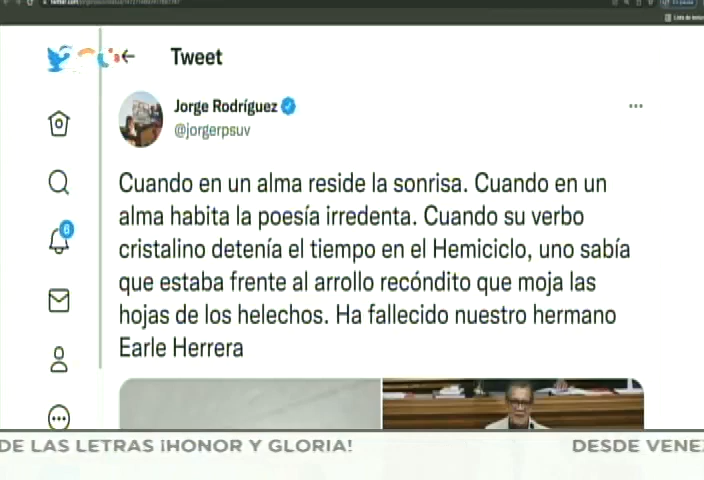 Tweet
Jorge Rodríguez
@jorgerpsuv
6
Cuando en un alma reside la sonrisa. Cuando en un
alma habita la poesía irredenta. Cuando su verbo
cristalino detenía el tiempo en el Hemiciclo, uno sabía
que estaba frente al arrollo recóndito que moja las
hojas de los helechos. Ha fallecido nuestro hermano
Earle Herrera
DE LAS LETRAS ¡HONOR Y GLORIA! DESDE VENE